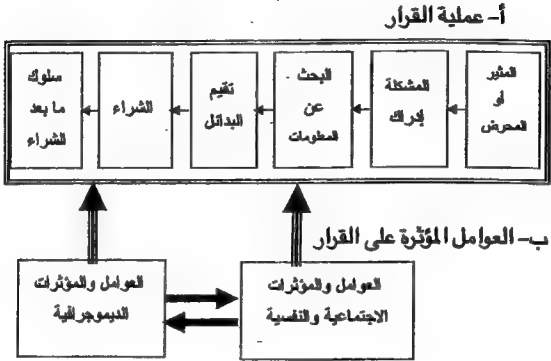 أ- عملية القرار
المثير
أو
المحرض
المشكلة
إدراك
البحث
عن
المعلومات
تقيم
البدائل
الشراء
سلوك
ما بعد
الشراء
ب- العوامل المؤثرة على القرار
العوامل والمؤثرات
الاجتماعية والنفسية
العوامل والمؤثرات
الديموجرافية